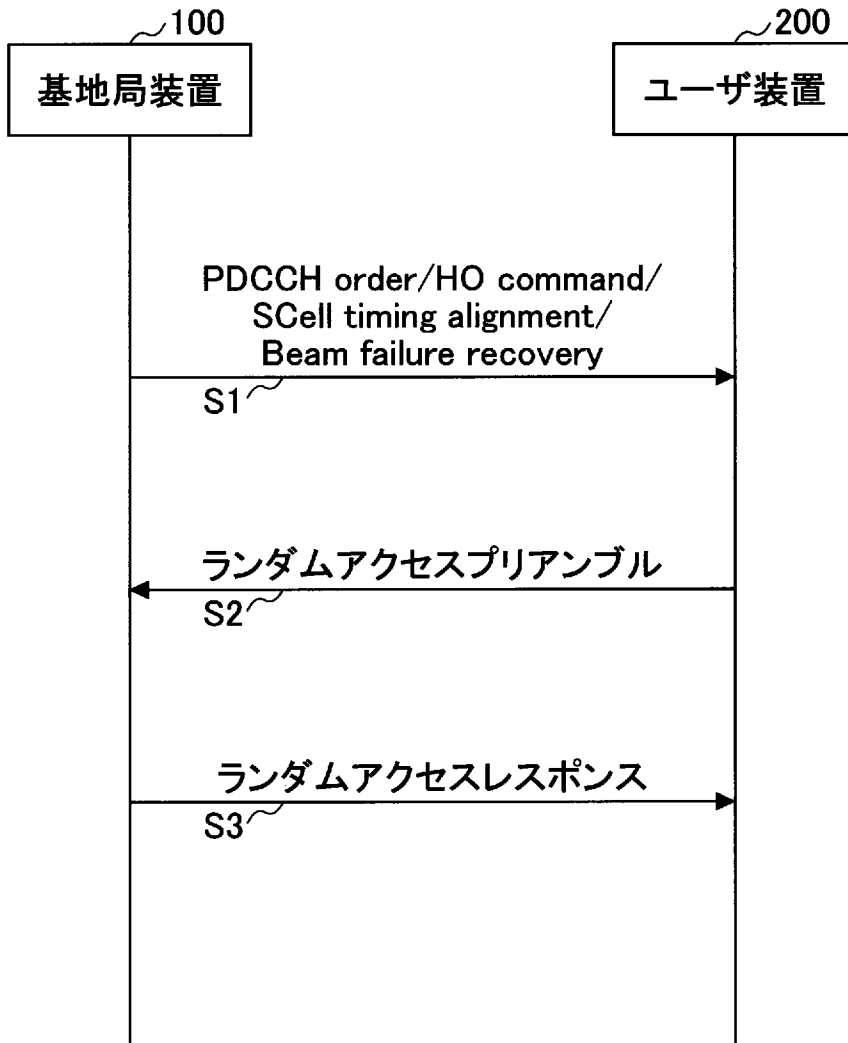 100
200
基地局装置
ユーザ装置
PDCCH order/HO command/
SCell timing alignment/
Beam failure recovery
S1
ランダムアクセスプリアンブル
S2
ランダムアクセスレスポンス
S3